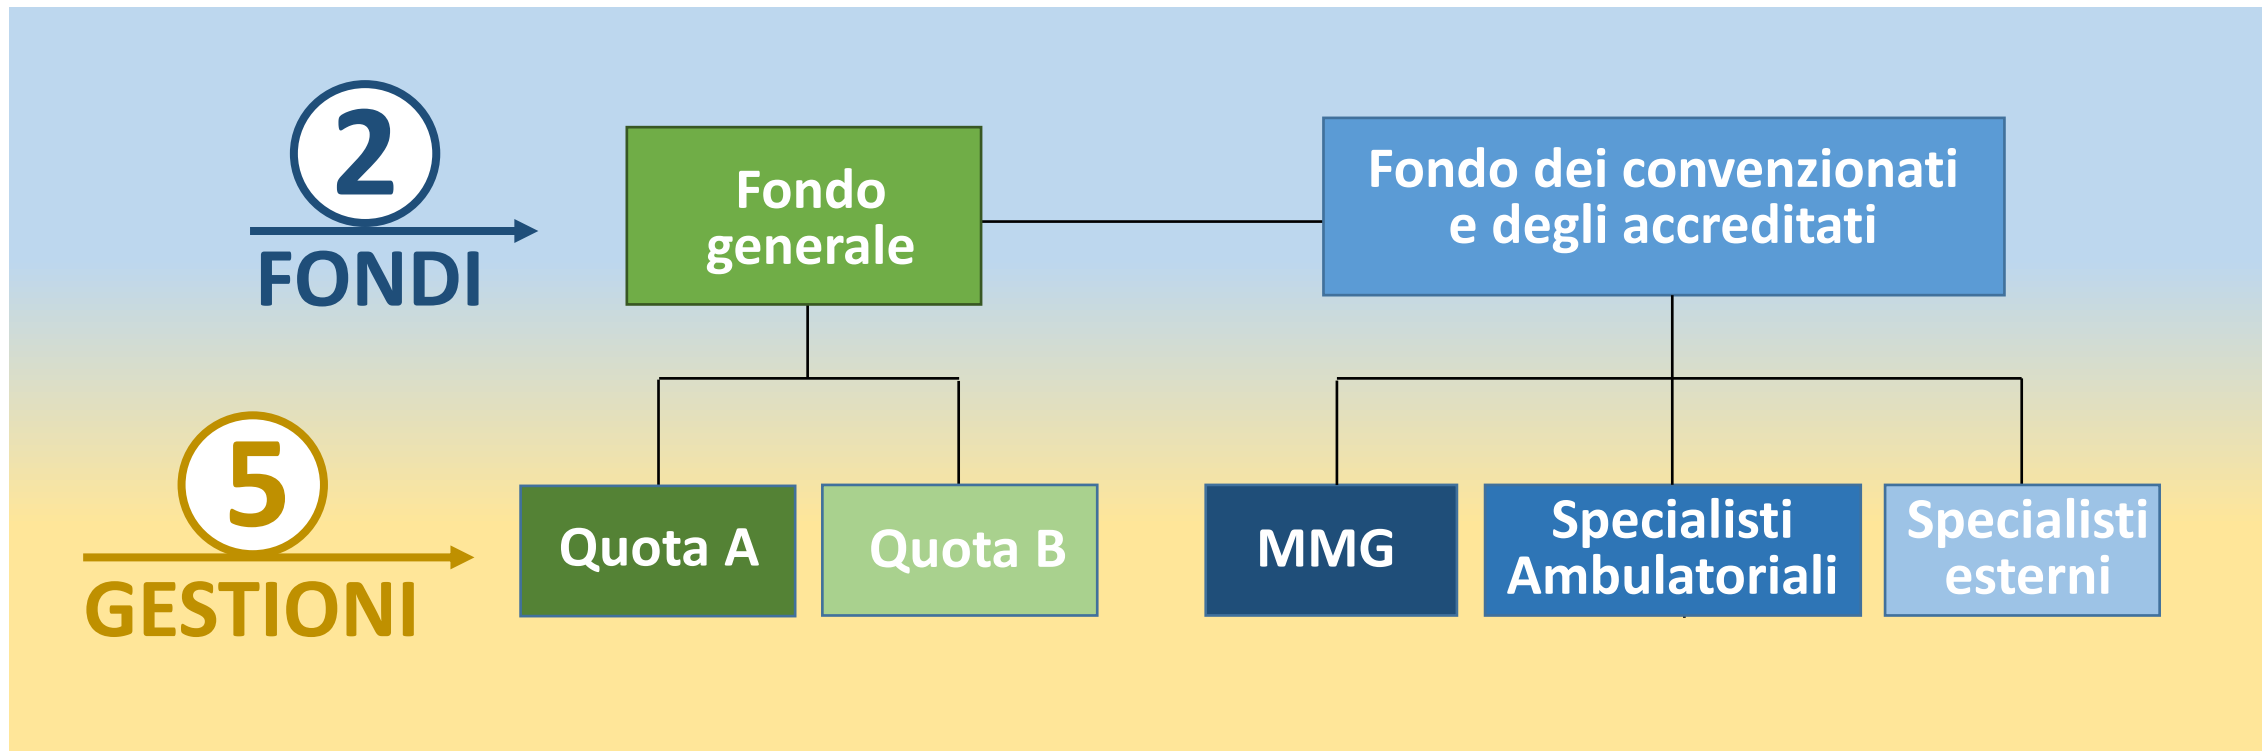 2
FONDI
Fondo
generale
Fondo dei convenzionati
e degli accreditati
5
GESTIONI
Quota A
Quota B
MMG
Specialisti
Ambulatoriali
Specialisti
esterni